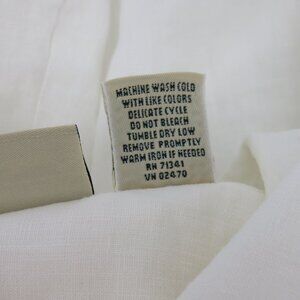 MACHINE WASH COLD
WITH LIKE COLORS
DELICATE CYCLE
DO NOT BLEACH
TUMBLE DRY LOW
REMOVE PROMPTLY
WARM IRON IF NEEDED
RN 71341
VN 02470